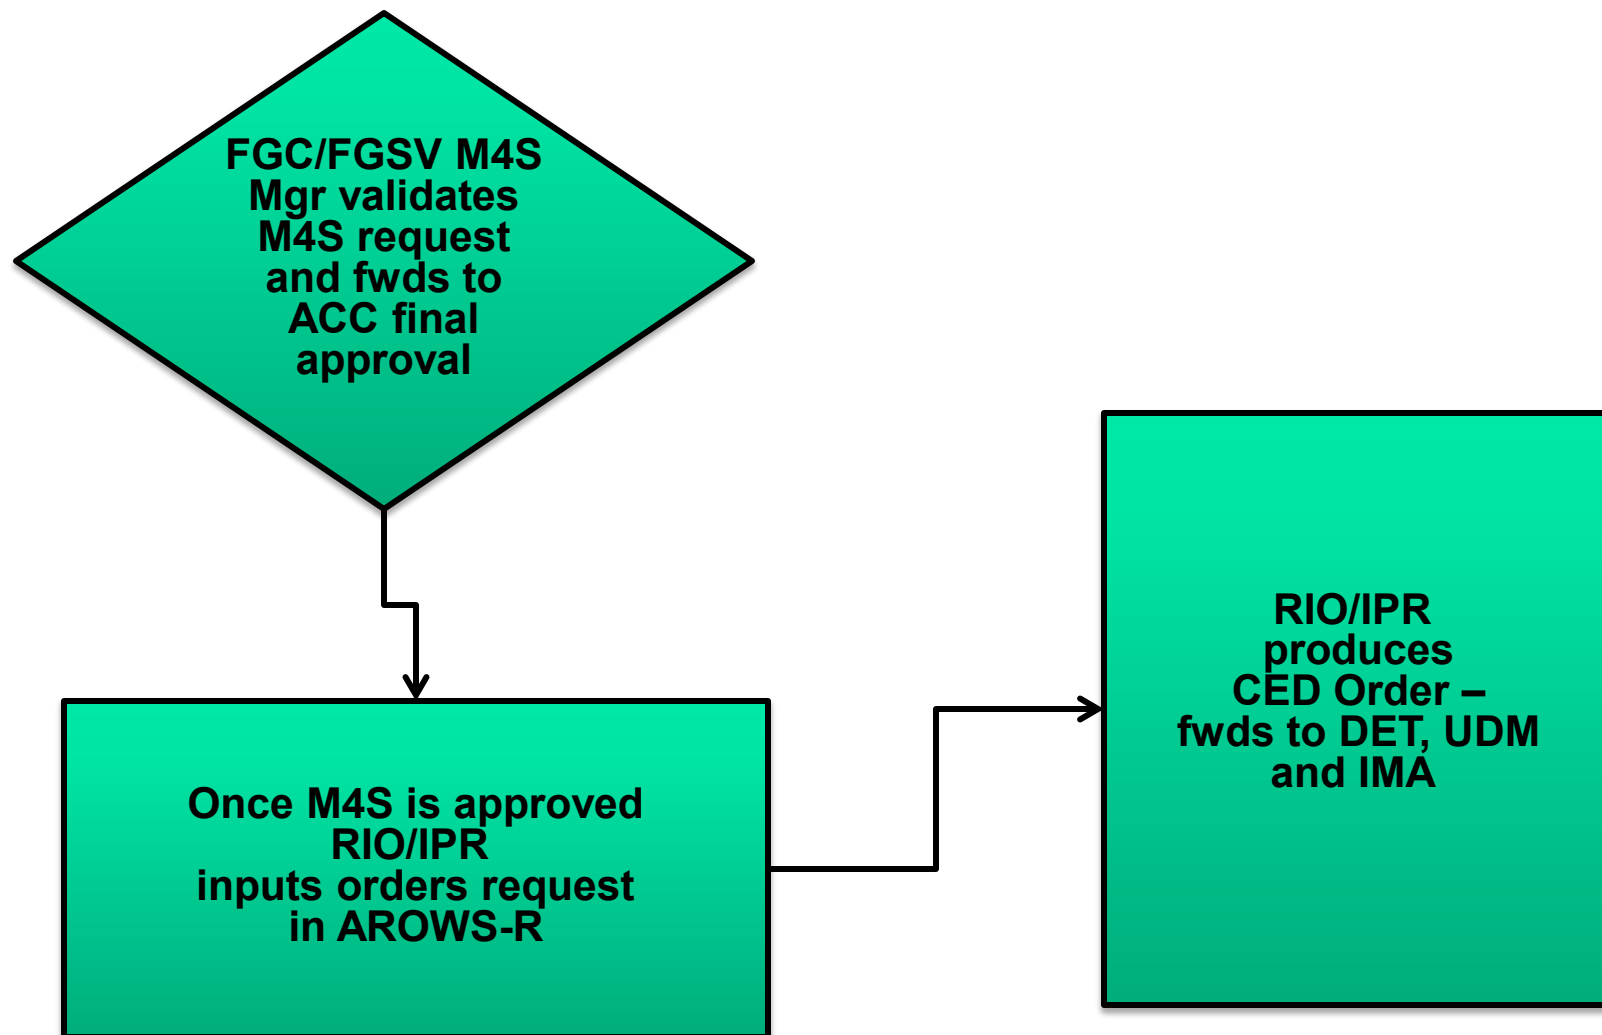 FGC/FGSV M4S
Mgr validates
M4S request
and fwds to
ACC final
approval
Once M4S is approved
RIO/IPR
inputs orders request
in AROWS-R
RIO/IPR
produces
CED Order –
fwds to DET, UDM
and IMA